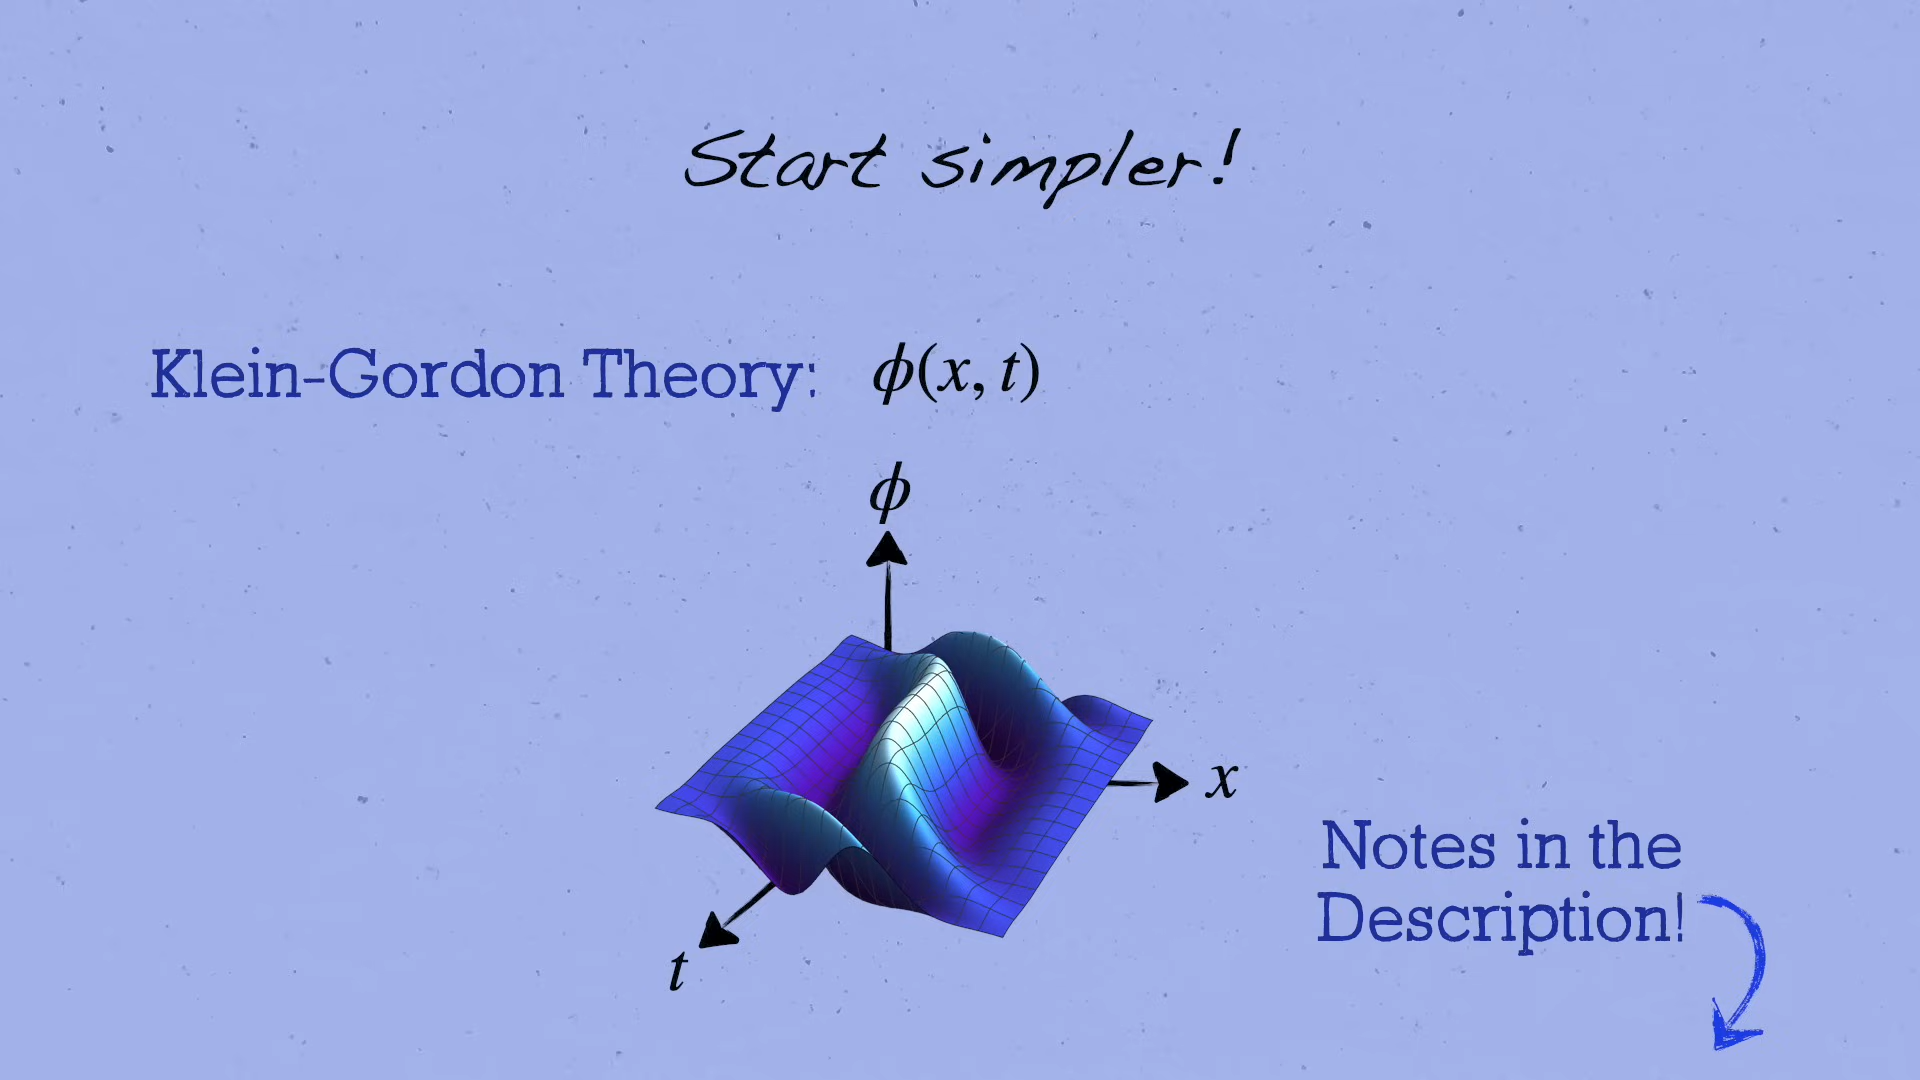 Start simpler!
Klein-Gordon Theory: ϕ(x, t)
ϕ
x
Notes in the
Description!
t